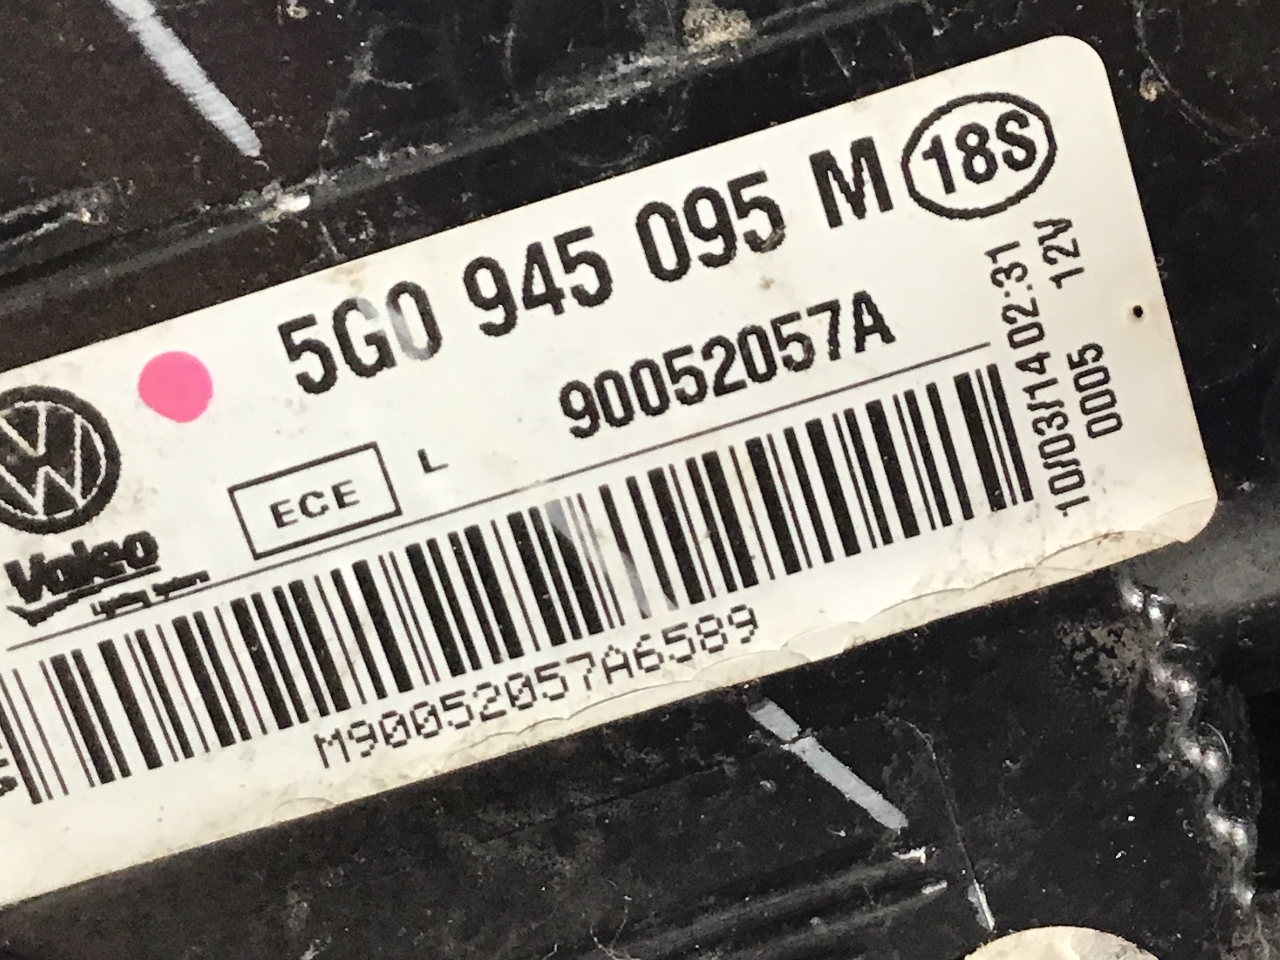 5G0 945 095 M 18S
90052057A
ECE L
Valeo
10/03/14 02:31 12V
0005
M90052057A6589